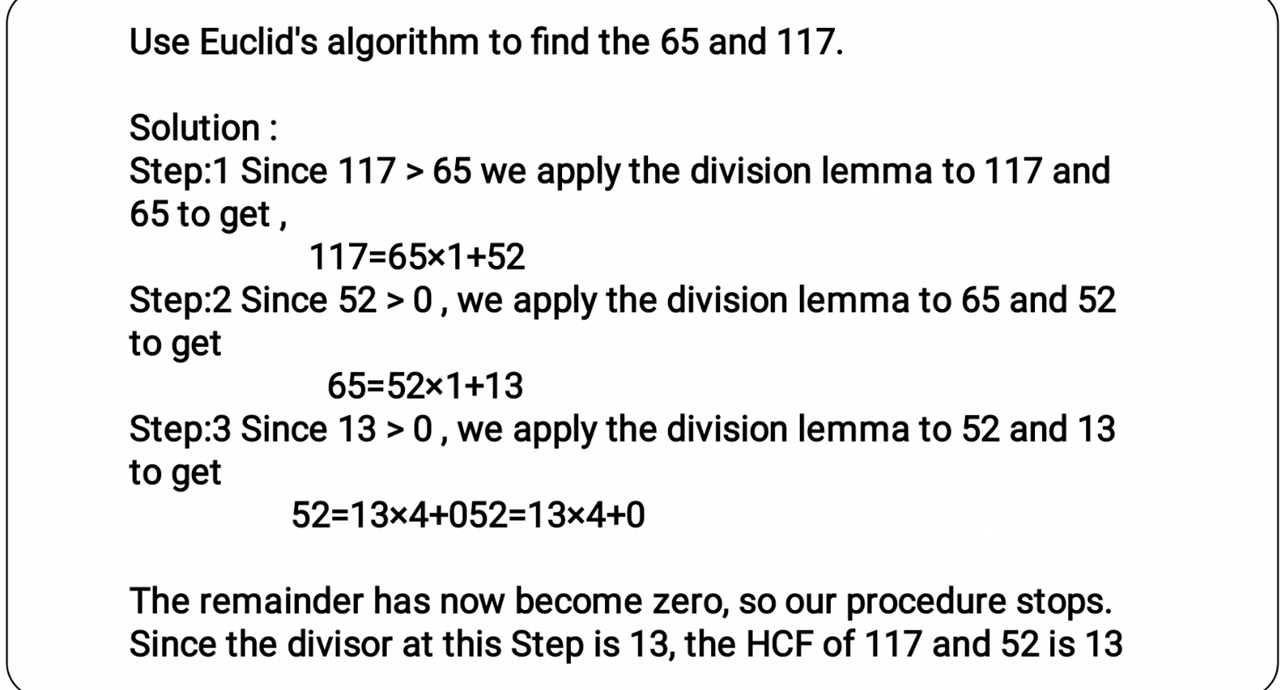 Use Euclid's algorithm to find the 65 and 117.
Solution :
Step:1 Since 117 > 65 we apply the division lemma to 117 and
65 to get ,
117=65×1+52
Step:2 Since 52 > 0 , we apply the division lemma to 65 and 52
to get
65=52×1+13
Step:3 Since 13 > 0 , we apply the division lemma to 52 and 13
to get
52=13×4+052=13×4+0
The remainder has now become zero, so our procedure stops.
Since the divisor at this Step is 13, the HCF of 117 and 52 is 13